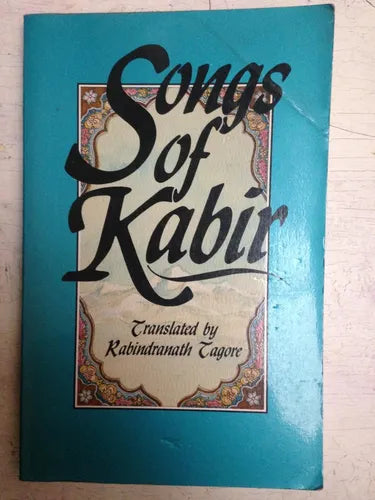 Songs
of
Kabir
Translated by
Rabindranath Tagore